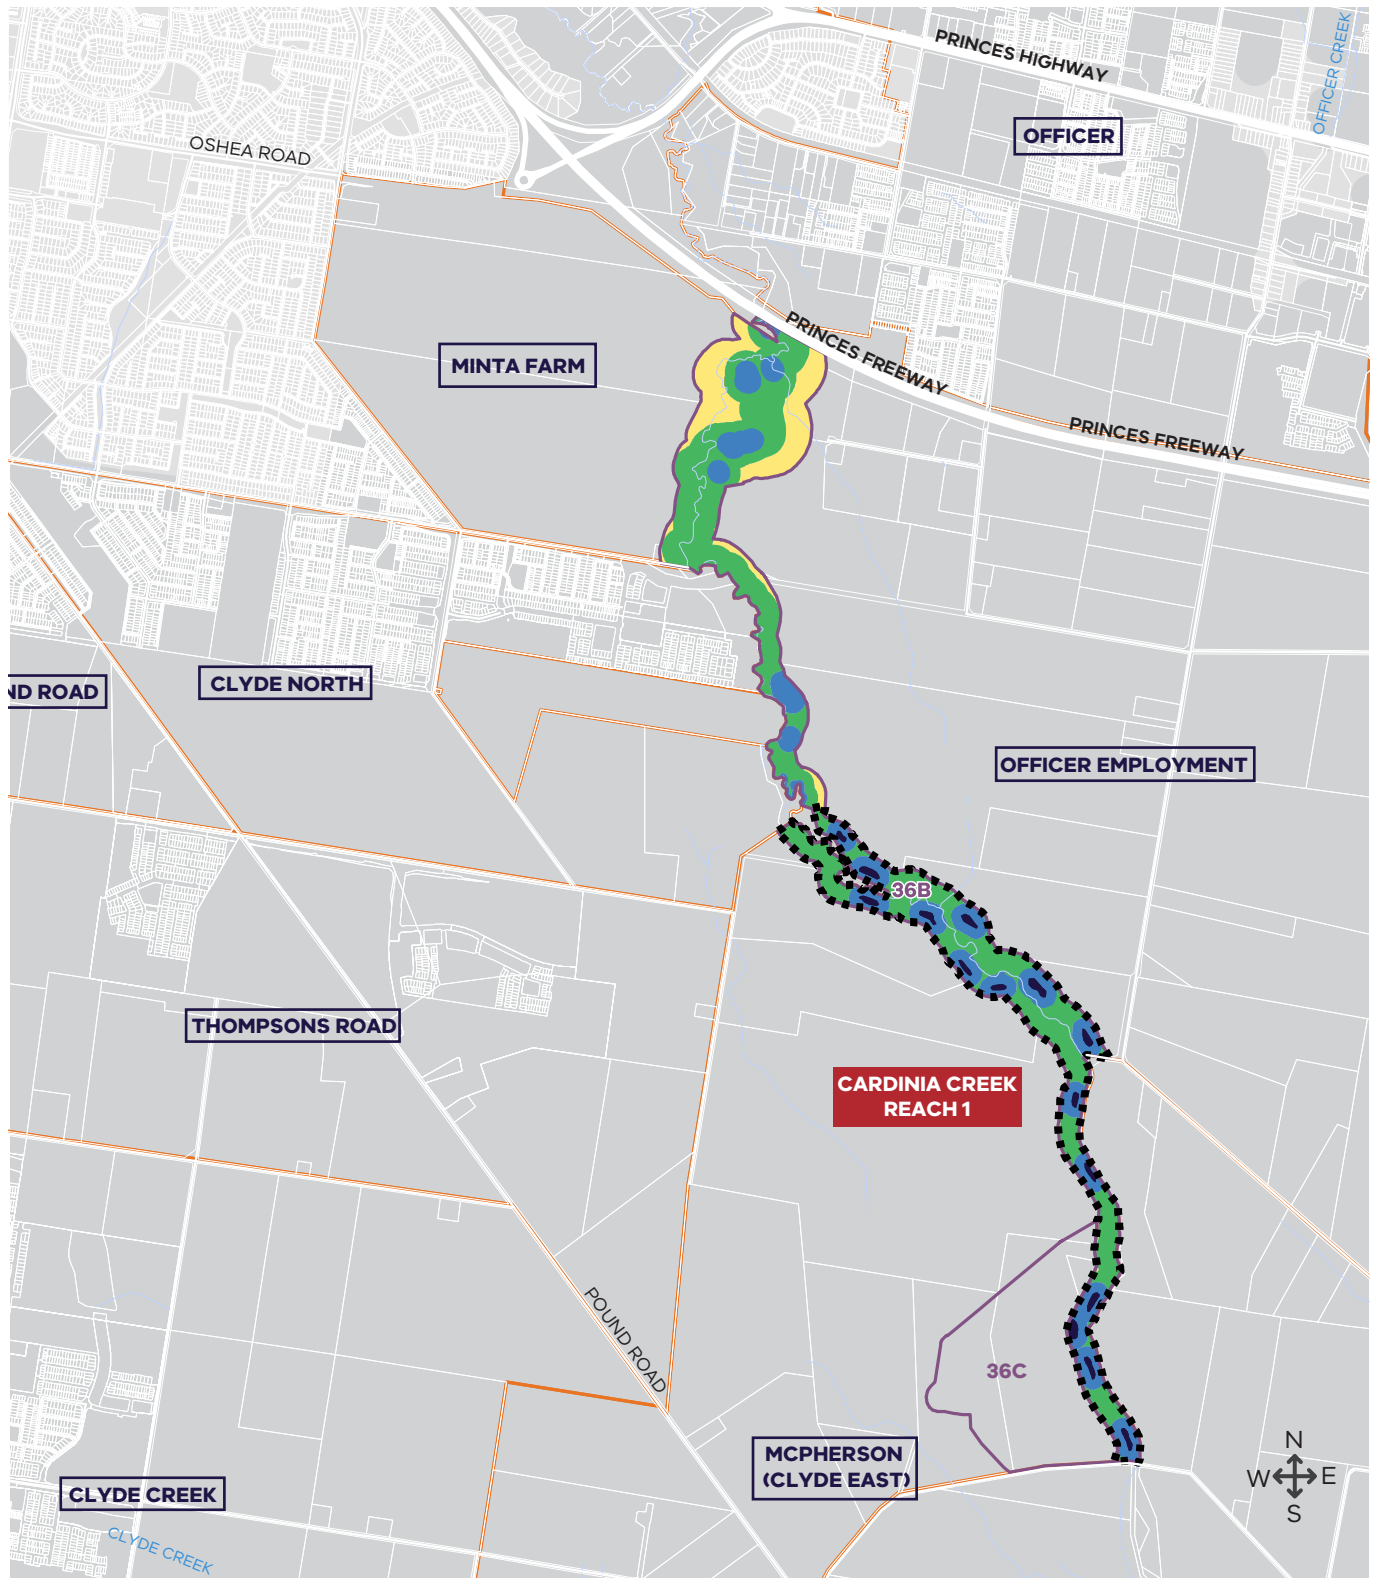 PRINCES HIGHWAY
OFFICER CREEK
OFFICER
OSHEA ROAD
PRINCES FREEWAY
MINTA FARM
PRINCES FREEWAY
CLYDE NORTH
ND ROAD
OFFICER EMPLOYMENT
36B
THOMPSONS ROAD
CARDINIA CREEK
REACH 1
POUND ROAD
36C
MCPHERSON
(CLYDE EAST)
N
W E
S
CLYDE CREEK
CLYDE CREEK